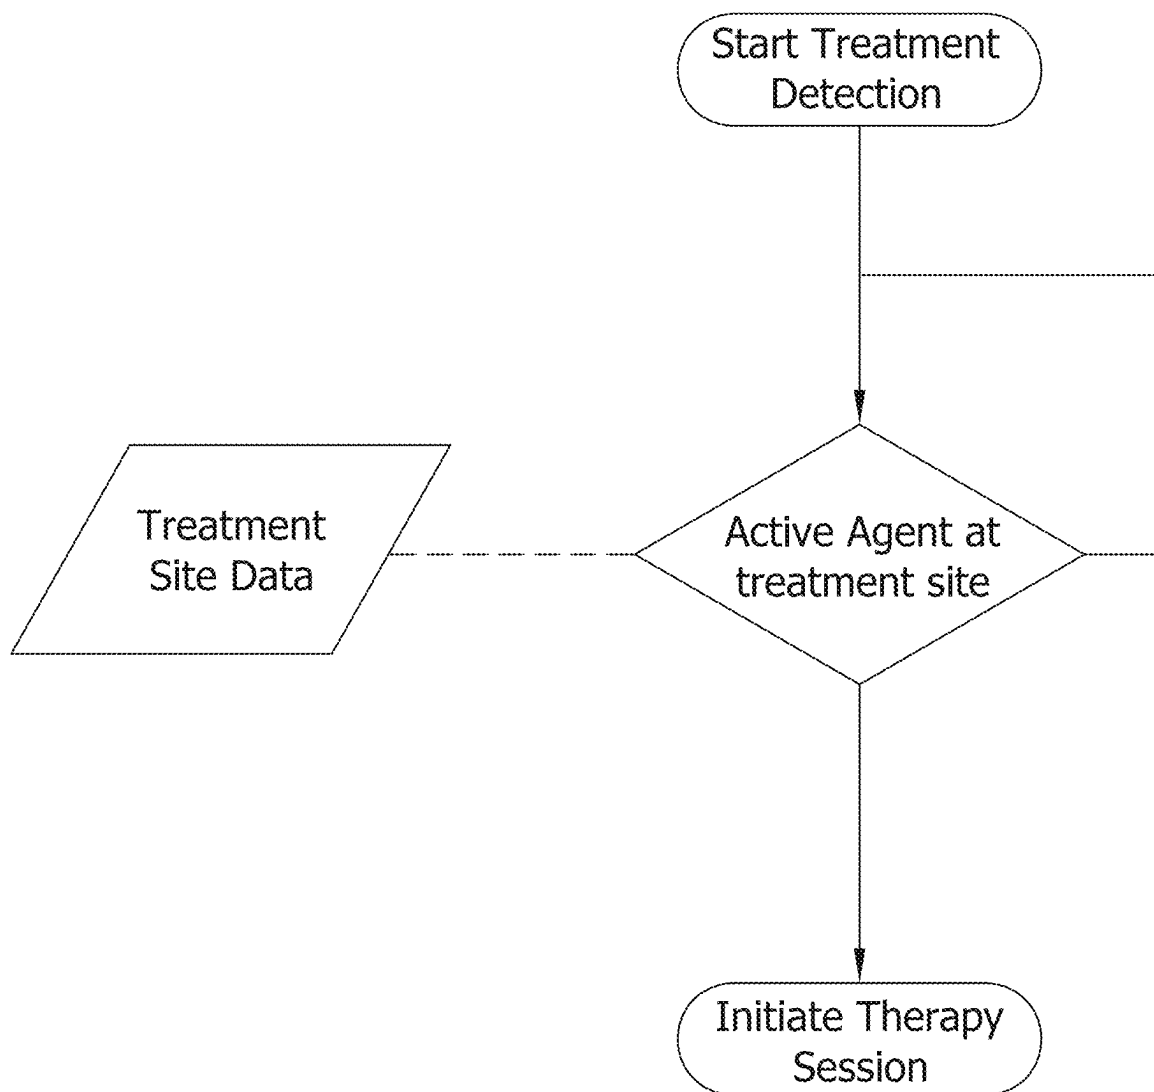 Start Treatment
Detection
Treatment
Site Data
Active Agent at
treatment site
Initiate Therapy
Session